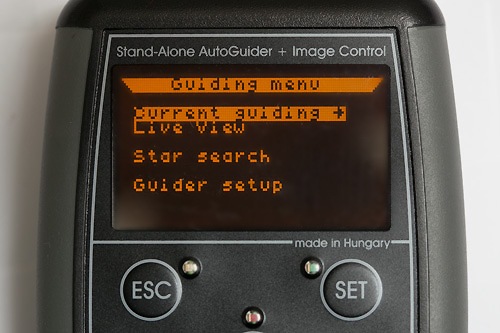 Stand-Alone AutoGuider + Image Control
Guiding menu
Current guiding →
Live View
Star search
Guider setup
made in Hungary
ESC
SET